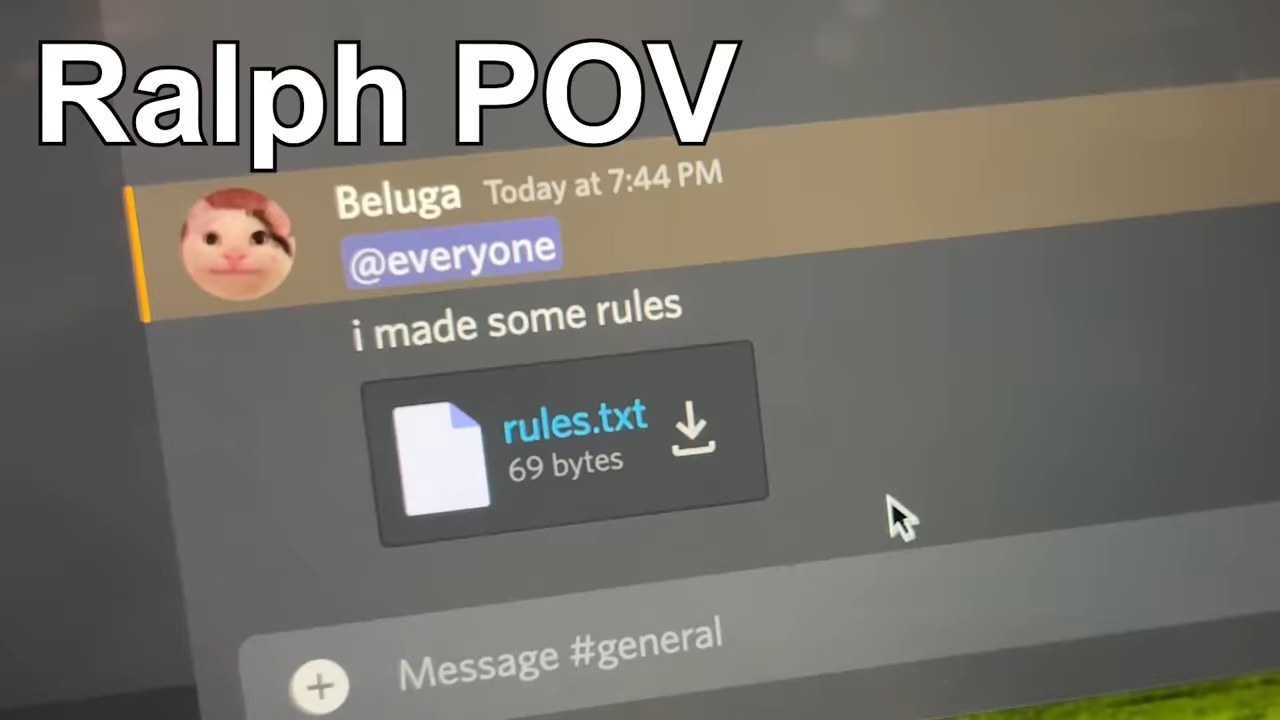 Ralph POV
Beluga Today at 7:44 PM
@everyone
i made some rules
rules.txt
69 bytes
Message #general